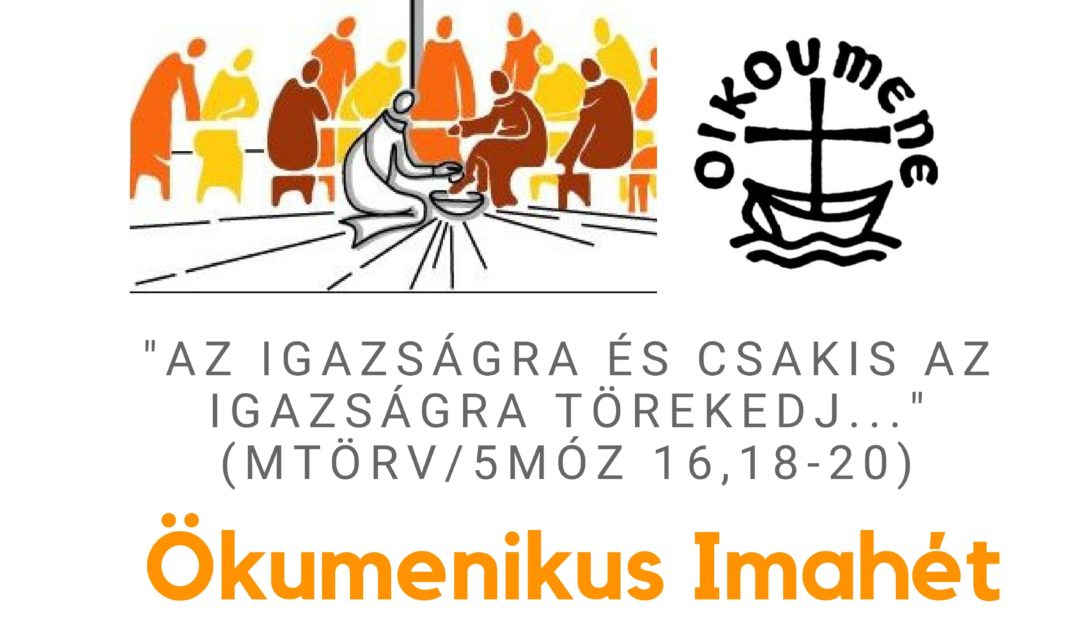 OIKOUMENE
"AZ IGAZSÁGRA ÉS CSAKIS AZ
IGAZSÁGRA TÖREKEDJ..."
(MTÖRV/5MÓZ 16,18-20)
Ökumenikus Imahét